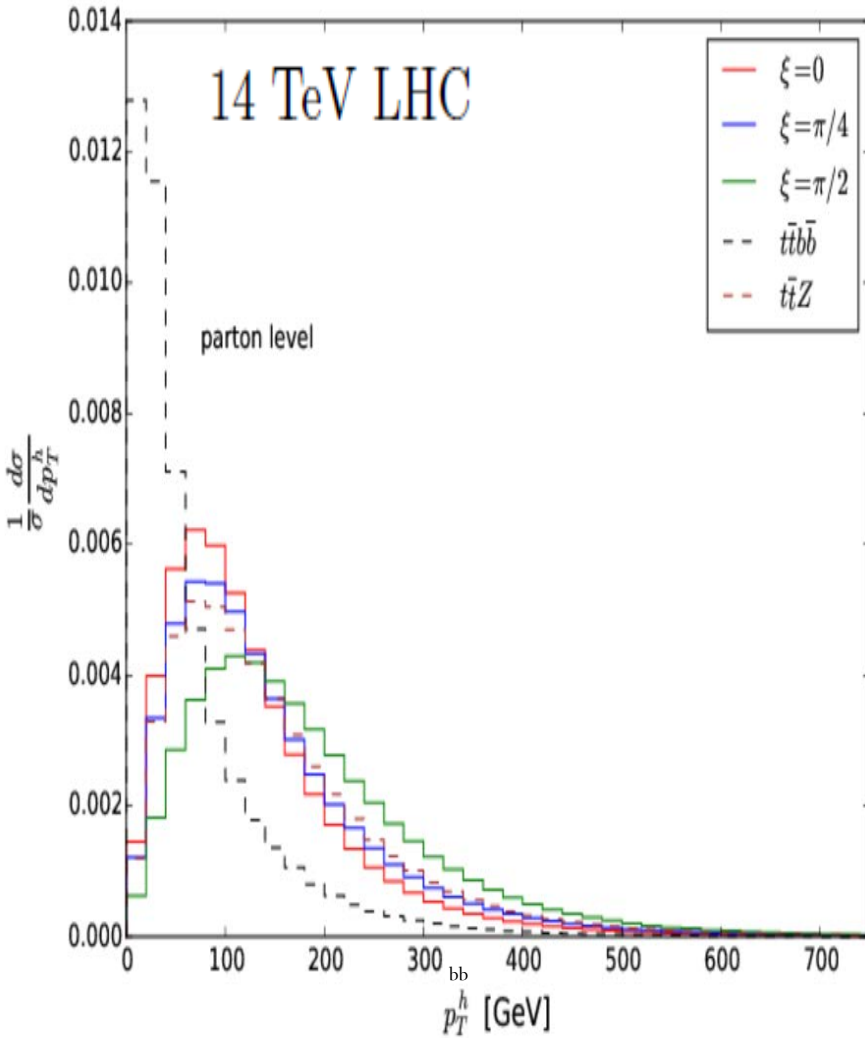 0.014
14 TeV LHC
ξ=0
ξ=π/4
ξ=π/2
tt̄bb̄
tt̄Z
0.012
0.010
parton level
0.008
1/σ dσ/dp_T^h
0.006
0.004
0.002
0.000
0 100 200 300 400 500 600 700
bb
p_T^h [GeV]